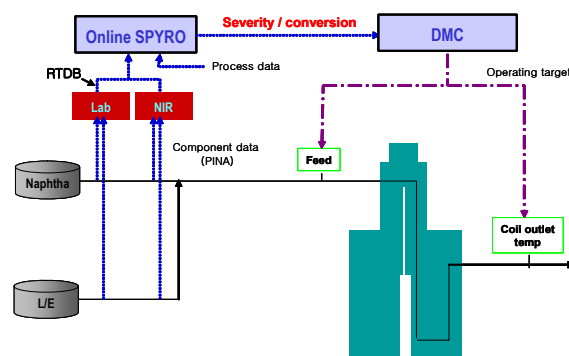 Online SPYRO
Severity / conversion
DMC
RTDB
Process data
Operating target
Lab
NIR
Component data
(PINA)
Feed
Naphtha
Coil outlet
temp
L/E